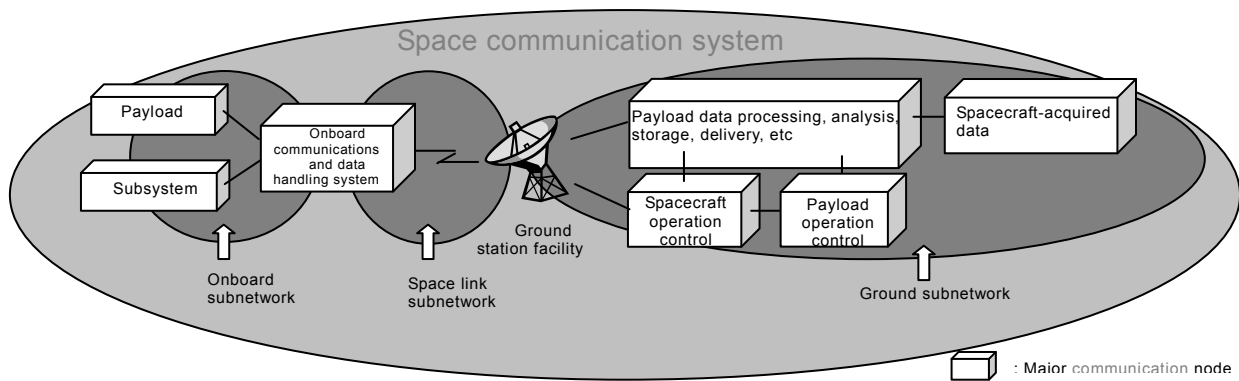 Space communication system
Payload
Subsystem
Onboard
communications
and data
handling system
Payload data processing, analysis,
storage, delivery, etc
Spacecraft-acquired
data
Spacecraft
operation
control
Payload
operation
control
Ground
station facility
Onboard
subnetwork
Space link
subnetwork
Ground subnetwork
: Major communication node